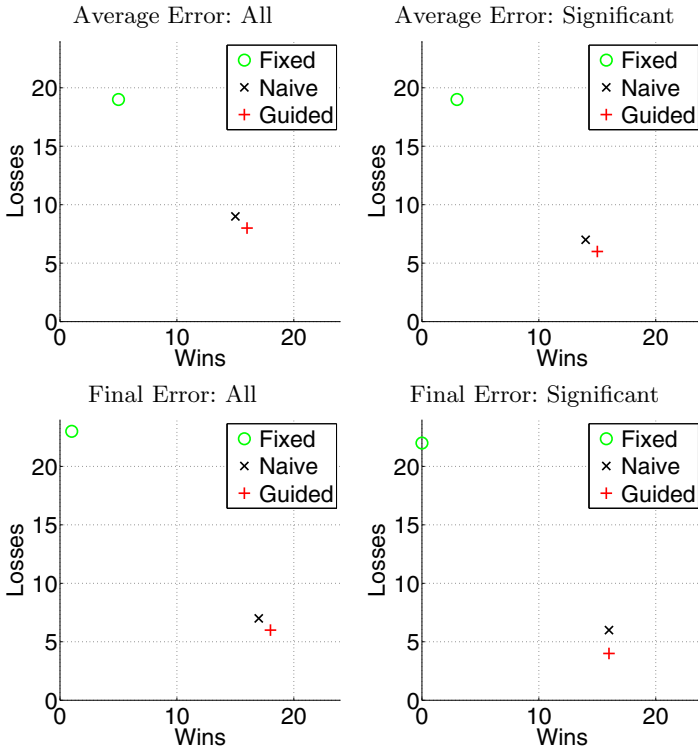 Average Error: All
20
15
10
5
0
0
10
20
Losses
Wins
Fixed
Naive
Guided
Average Error: Significant
20
15
10
5
0
0
10
20
Losses
Wins
Fixed
Naive
Guided
Final Error: All
20
15
10
5
0
0
10
20
Losses
Wins
Fixed
Naive
Guided
Final Error: Significant
20
15
10
5
0
0
10
20
Losses
Wins
Fixed
Naive
Guided